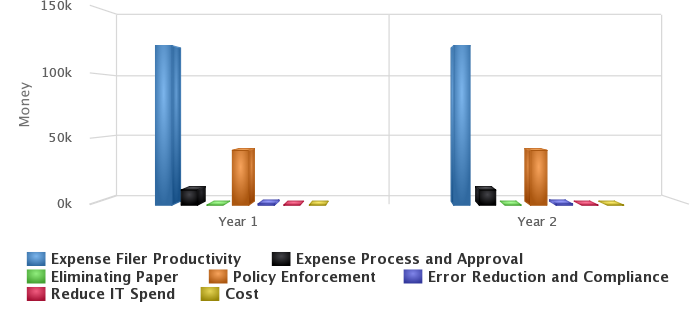 150k
100k
Money
50k
0k
Year 1 Year 2
Expense Filer Productivity Expense Process and Approval
Eliminating Paper Policy Enforcement Error Reduction and Compliance
Reduce IT Spend Cost